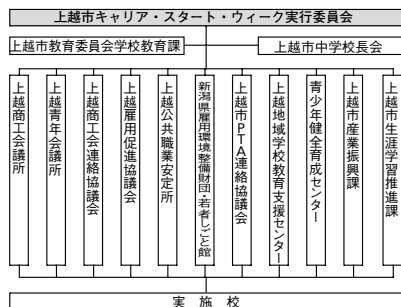 上越市キャリア・スタート・ウィーク実行委員会
上越市教育委員会学校教育課
上越市中学校長会
上越商工会議所
上越青年会議所
上越商工会連絡協議会
上越雇用促進協議会
上越公共職業安定所
新潟県雇用環境整備財団・若者しごと館
上越市PTA連絡協議会
上越地域学校教育支援センター
青少年健全育成センター
上越市産業振興課
上越市生涯学習推進課
実施校